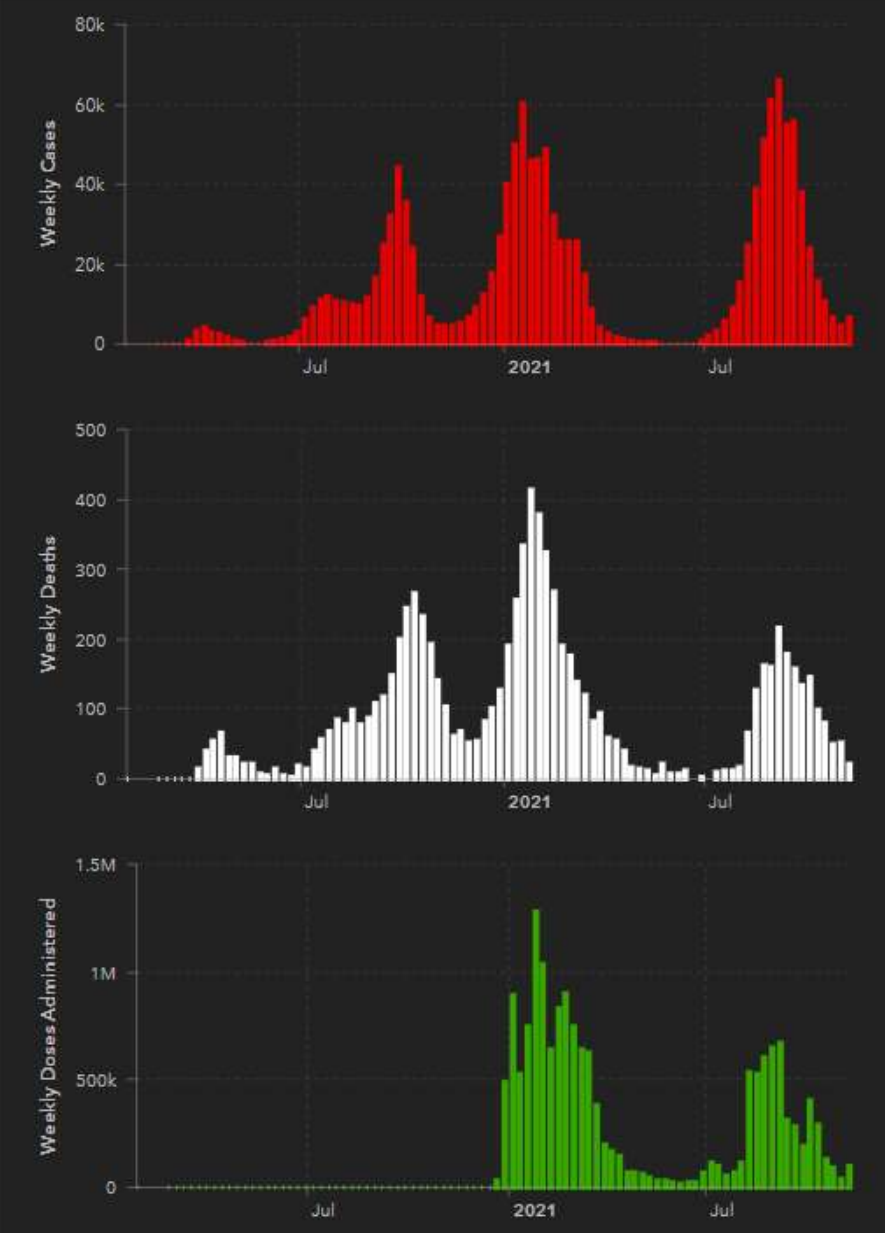 80k
60k
40k
20k
0
Weekly Cases
Jul
2021
Jul
500
400
300
200
100
0
Weekly Deaths
Jul
2021
Jul
1.5M
1M
500k
0
Weekly Doses Administered
Jul
2021
Jul